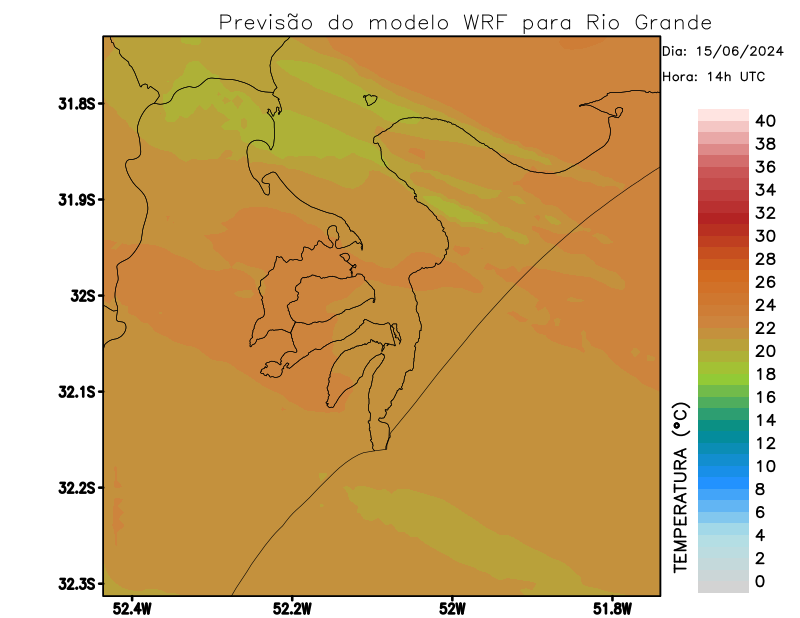 Previsão do modelo WRF para Rio Grande
Dia: 15/06/2024
Hora: 14h UTC
31.8S
31.9S
32S
32.1S
32.2S
32.3S
52.4W
52.2W
52W
51.8W
TEMPERATURA (°C)
40
38
36
34
32
30
28
26
24
22
20
18
16
14
12
10
8
6
4
2
0